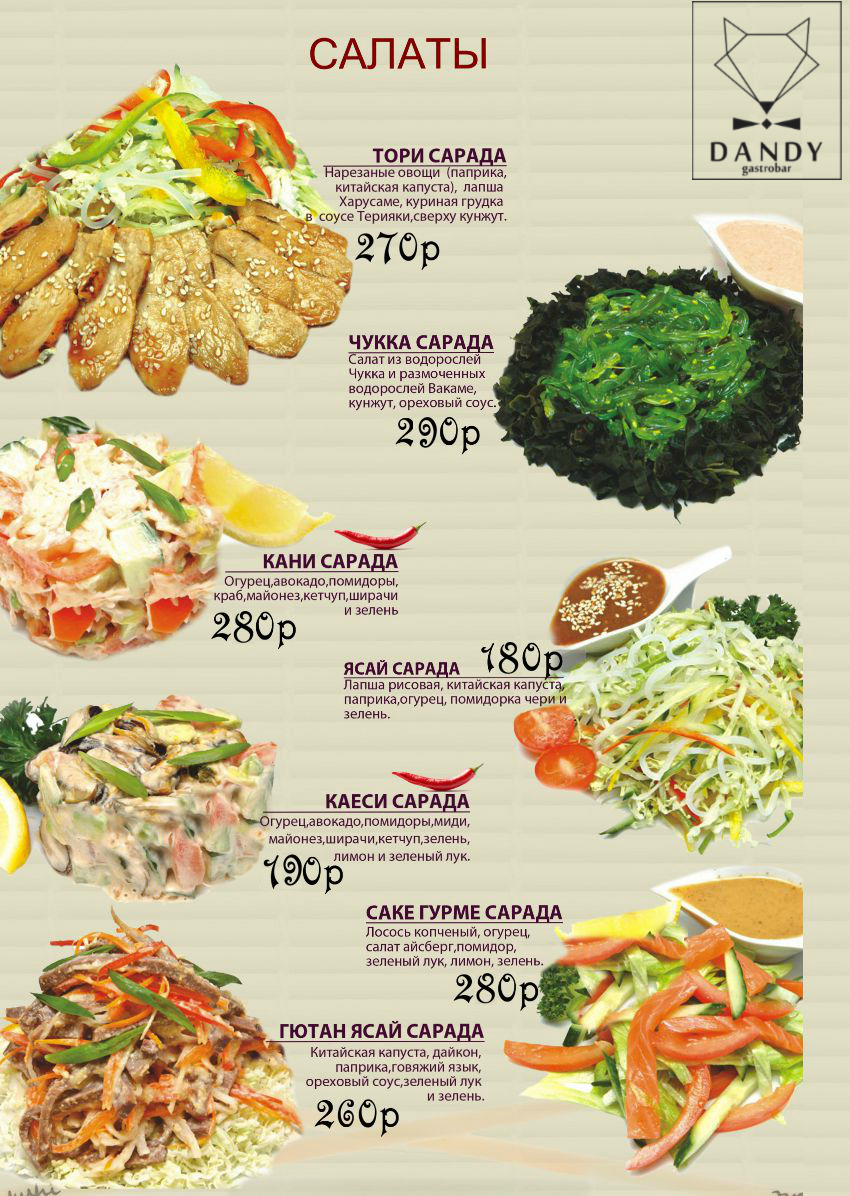 САЛАТЫ
DANDY
gastrobar
ТОРИ САРАДА
Нарезаные овощи (паприка,
китайская капуста), лапша
Харусаме, куриная грудка
в соусе Терияки,сверху кунжут.
270р
ЧУККА САРАДА
Салат из водорослей
Чукка и размоченных
водорослей Вакаме,
кунжут, ореховый соус.
290р
КАНИ САРАДА
Огурец,авокадо,помидоры,
краб,майонез,кетчуп,ширачи
и зелень
280р
ЯСАЙ САРАДА
180р
Лапша рисовая, китайская капуста,
паприка,огурец, помидорка чери и
зелень.
КАЕСИ САРАДА
Огурец,авокадо,помидоры,миди,
майонез,ширачи,кетчуп,зелень,
лимон и зеленый лук.
190р
САКЕ ГУРМЕ САРАДА
Лосось копченый, огурец,
салат айсберг,помидор,
зеленый лук, лимон, зелень.
280р
ГЮТАН ЯСАЙ САРАДА
Китайская капуста, дайкон,
паприка,говяжий язык,
ореховый соус,зеленый лук
и зелень.
260р